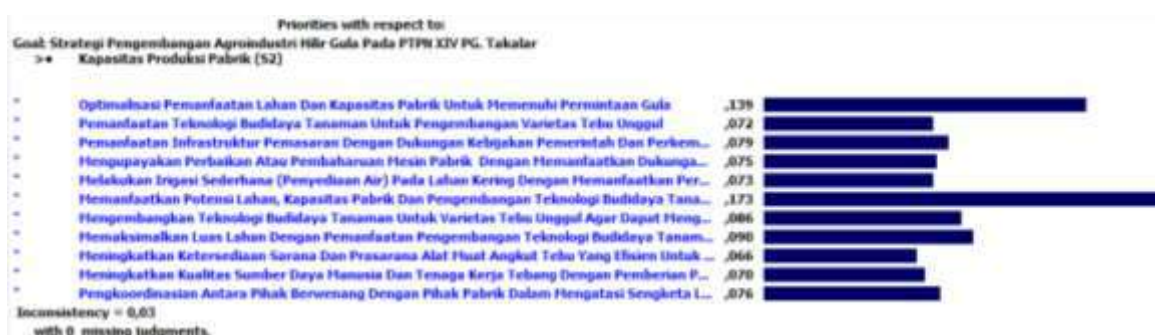 Priorities with respect to:
Goal: Strategi Pengembangan Agroindustri Hilir Gula Pada PTPN XIV PG. Takalar
>• Kapasitas Produksi Pabrik (S2)
Optimalisasi Pemanfaatan Lahan Dan Kapasitas Pabrik Untuk Memenuhi Permintaan Gula ,139
Pemanfaatan Teknologi Budidaya Tanaman Untuk Pengembangan Varietas Tebu Unggul ,072
Pemanfaatan Infrastruktur Pemasaran Dengan Dukungan Kebijakan Pemerintah Dan Perkem... ,079
Mengupayakan Perbaikan Atau Pembaharuan Mesin Pabrik Dengan Memanfaatkan Dukunga... ,075
Melakukan Irigasi Sederhana (Penyediaan Air) Pada Lahan Kering Dengan Memanfaatkan Per... ,073
Memanfaatkan Potensi Lahan, Kapasitas Pabrik Dan Pengembangan Teknologi Budidaya Tana... ,173
Mengembangkan Teknologi Budidaya Tanaman Untuk Varietas Tebu Unggul Agar Dapat Meng... ,086
Memaksimalkan Luas Lahan Dengan Pemanfaatan Pengembangan Teknologi Budidaya Tanam... ,090
Meningkatkan Ketersediaan Sarana Dan Prasarana Alat Muat Angkut Tebu Yang Efisien Untuk ... ,066
Meningkatkan Kualitas Sumber Daya Manusia Dan Tenaga Kerja Tebang Dengan Pemberian P... ,070
Pengkoordinasian Antara Pihak Berwenang Dengan Pihak Pabrik Dalam Mengatasi Sengketa L... ,076
Inconsistency = 0,03
with 0 missing judgments.